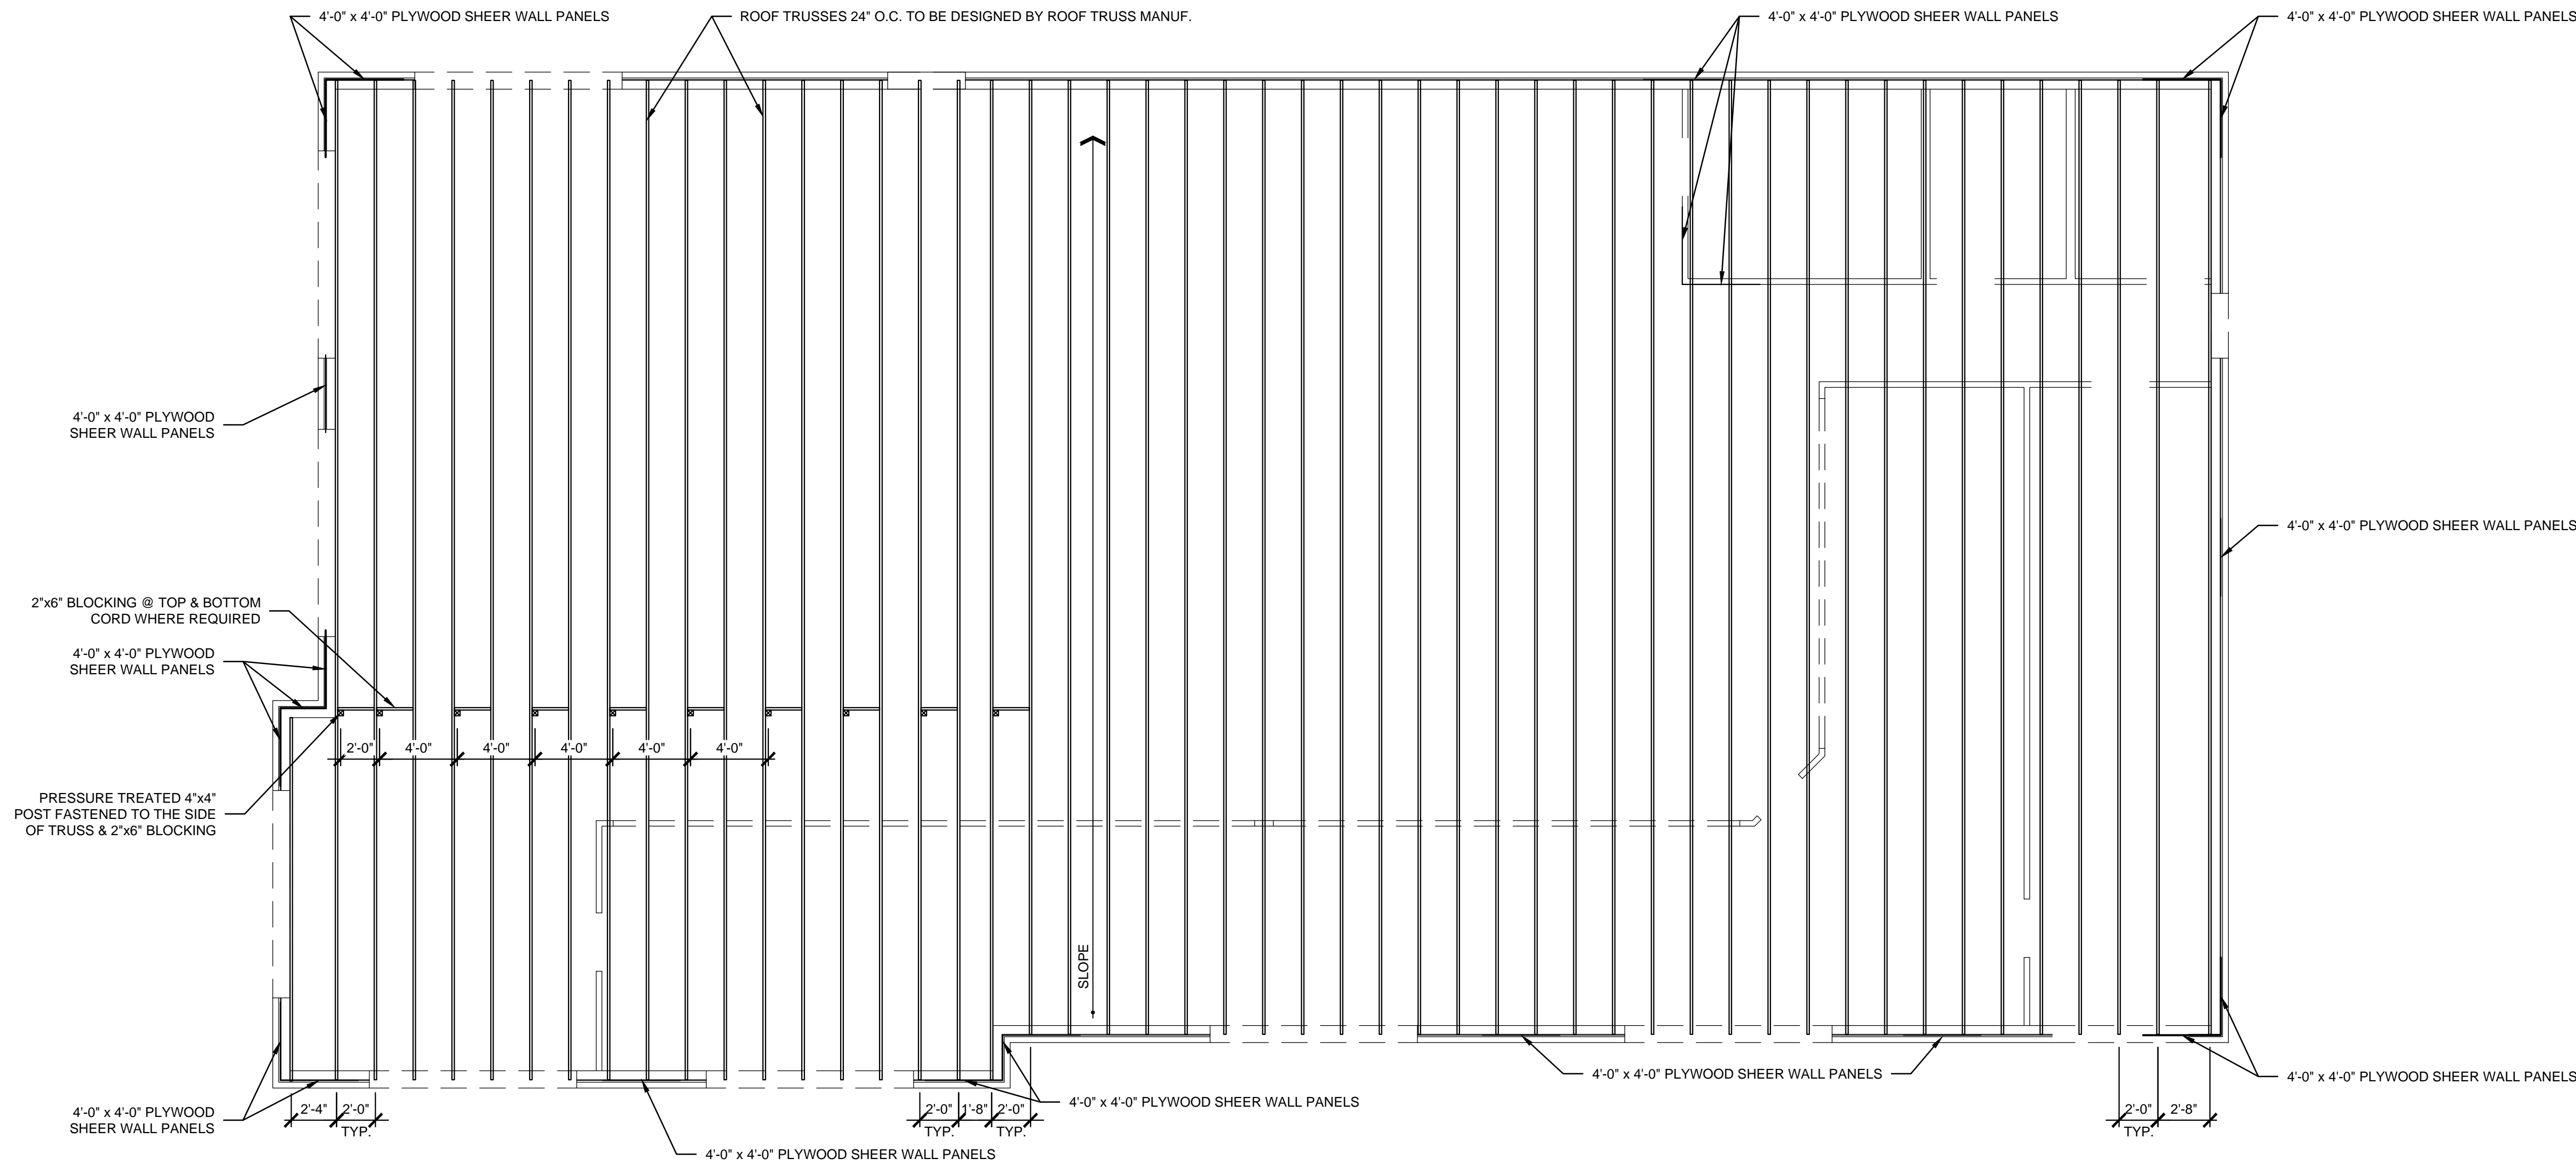 4'-0" x 4'-0" PLYWOOD SHEER WALL PANELS
ROOF TRUSSES 24" O.C. TO BE DESIGNED BY ROOF TRUSS MANUF.
4'-0" x 4'-0" PLYWOOD SHEER WALL PANELS
4'-0" x 4'-0" PLYWOOD SHEER WALL PANELS
4'-0" x 4'-0" PLYWOOD
SHEER WALL PANELS
4'-0" x 4'-0" PLYWOOD SHEER WALL PANELS
2"x6" BLOCKING @ TOP & BOTTOM
CORD WHERE REQUIRED
4'-0" x 4'-0" PLYWOOD
SHEER WALL PANELS
2'-0"
4'-0"
4'-0"
4'-0"
4'-0"
4'-0"
PRESSURE TREATED 4"x4"
POST FASTENED TO THE SIDE
OF TRUSS & 2"x6" BLOCKING
SLOPE
4'-0" x 4'-0" PLYWOOD SHEER WALL PANELS
4'-0" x 4'-0" PLYWOOD SHEER WALL PANELS
4'-0" x 4'-0" PLYWOOD SHEER WALL PANELS
4'-0" x 4'-0" PLYWOOD
SHEER WALL PANELS
2'-4"
2'-0"
TYP.
2'-0"
TYP.
1'-8"
2'-0"
TYP.
2'-0"
TYP.
2'-8"
4'-0" x 4'-0" PLYWOOD SHEER WALL PANELS